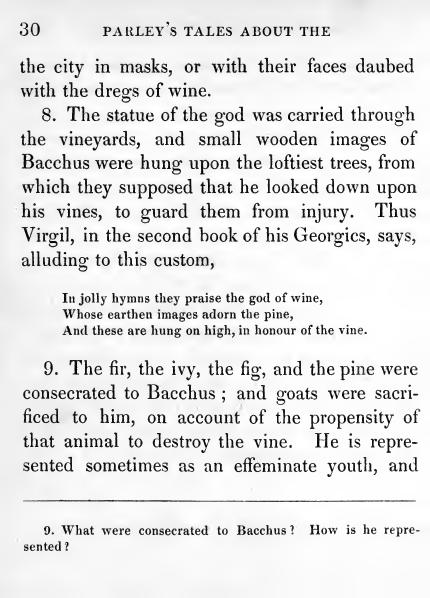 30 PARLEY'S TALES ABOUT THE
the city in masks, or with their faces daubed
with the dregs of wine.
8. The statue of the god was carried through
the vineyards, and small wooden images of
Bacchus were hung upon the loftiest trees, from
which they supposed that he looked down upon
his vines, to guard them from injury. Thus
Virgil, in the second book of his Georgics, says,
alluding to this custom,
In jolly hymns they praise the god of wine,
Whose earthen images adorn the pine,
And these are hung on high, in honour of the vine.
9. The fir, the ivy, the fig, and the pine were
consecrated to Bacchus ; and goats were sacri-
ficed to him, on account of the propensity of
that animal to destroy the vine. He is repre-
sented sometimes as an effeminate youth, and
9. What were consecrated to Bacchus ? How is he repre-
sented ?